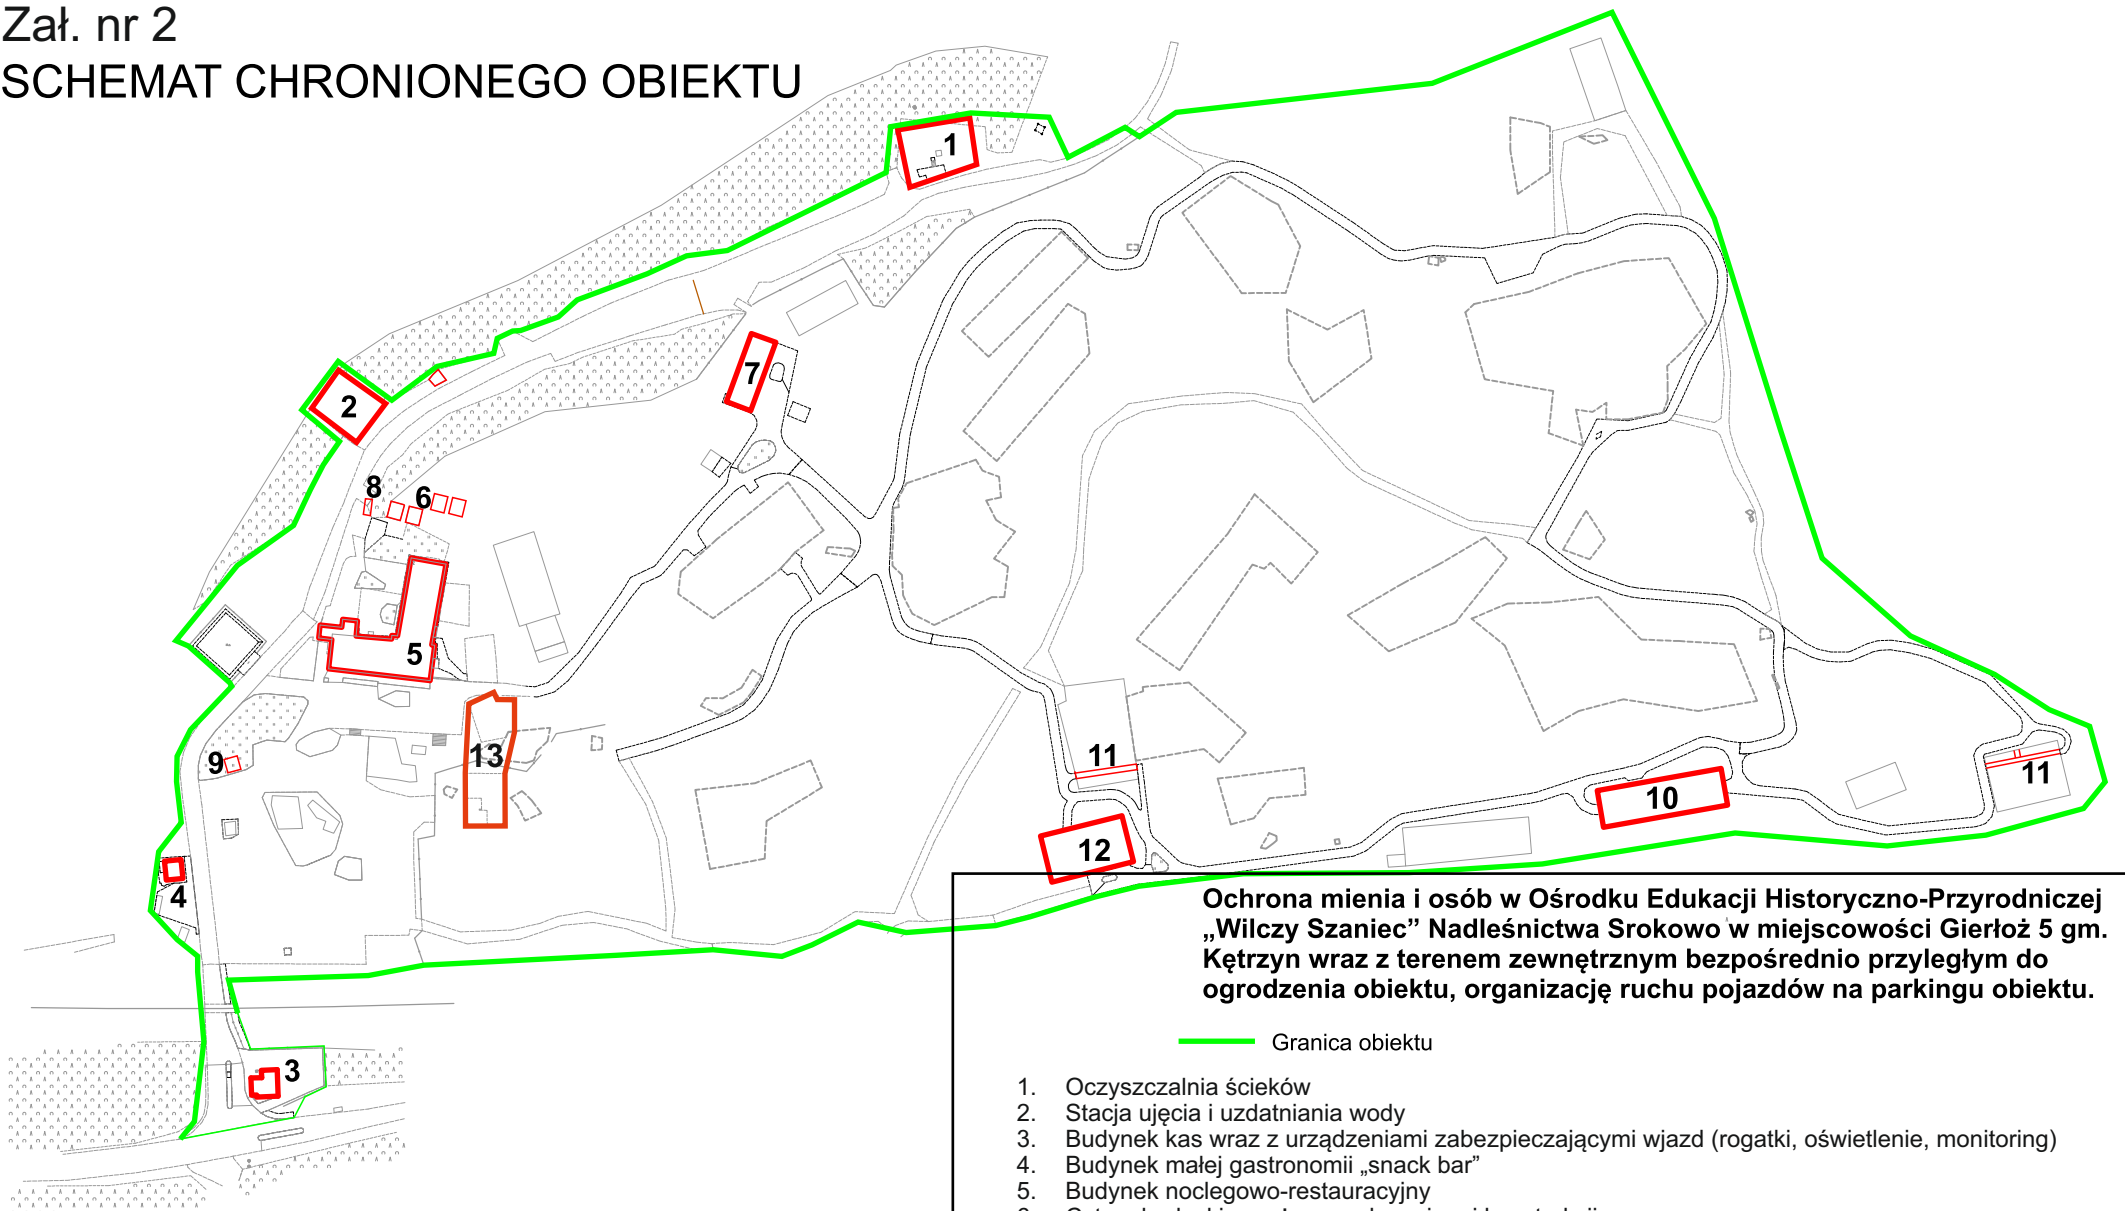 Zał. nr 2
SCHEMAT CHRONIONEGO OBIEKTU
1
2
7
8
6
5
13
9
4
3
11
12
10
11
Ochrona mienia i osób w Ośrodku Edukacji Historyczno-Przyrodniczej
„Wilczy Szaniec” Nadleśnictwa Srokowo w miejscowości Gierłoż 5 gm.
Kętrzyn wraz z terenem zewnętrznym bezpośrednio przyległym do
ogrodzenia obiektu, organizację ruchu pojazdów na parkingu obiektu.
Granica obiektu
1. Oczyszczalnia ścieków
2. Stacja ujęcia i uzdatniania wody
3. Budynek kas wraz z urządzeniami zabezpieczającymi wjazd (rogatki, oświetlenie, monitoring)
4. Budynek małej gastronomii „snack bar”
5. Budynek noclegowo-restauracyjny